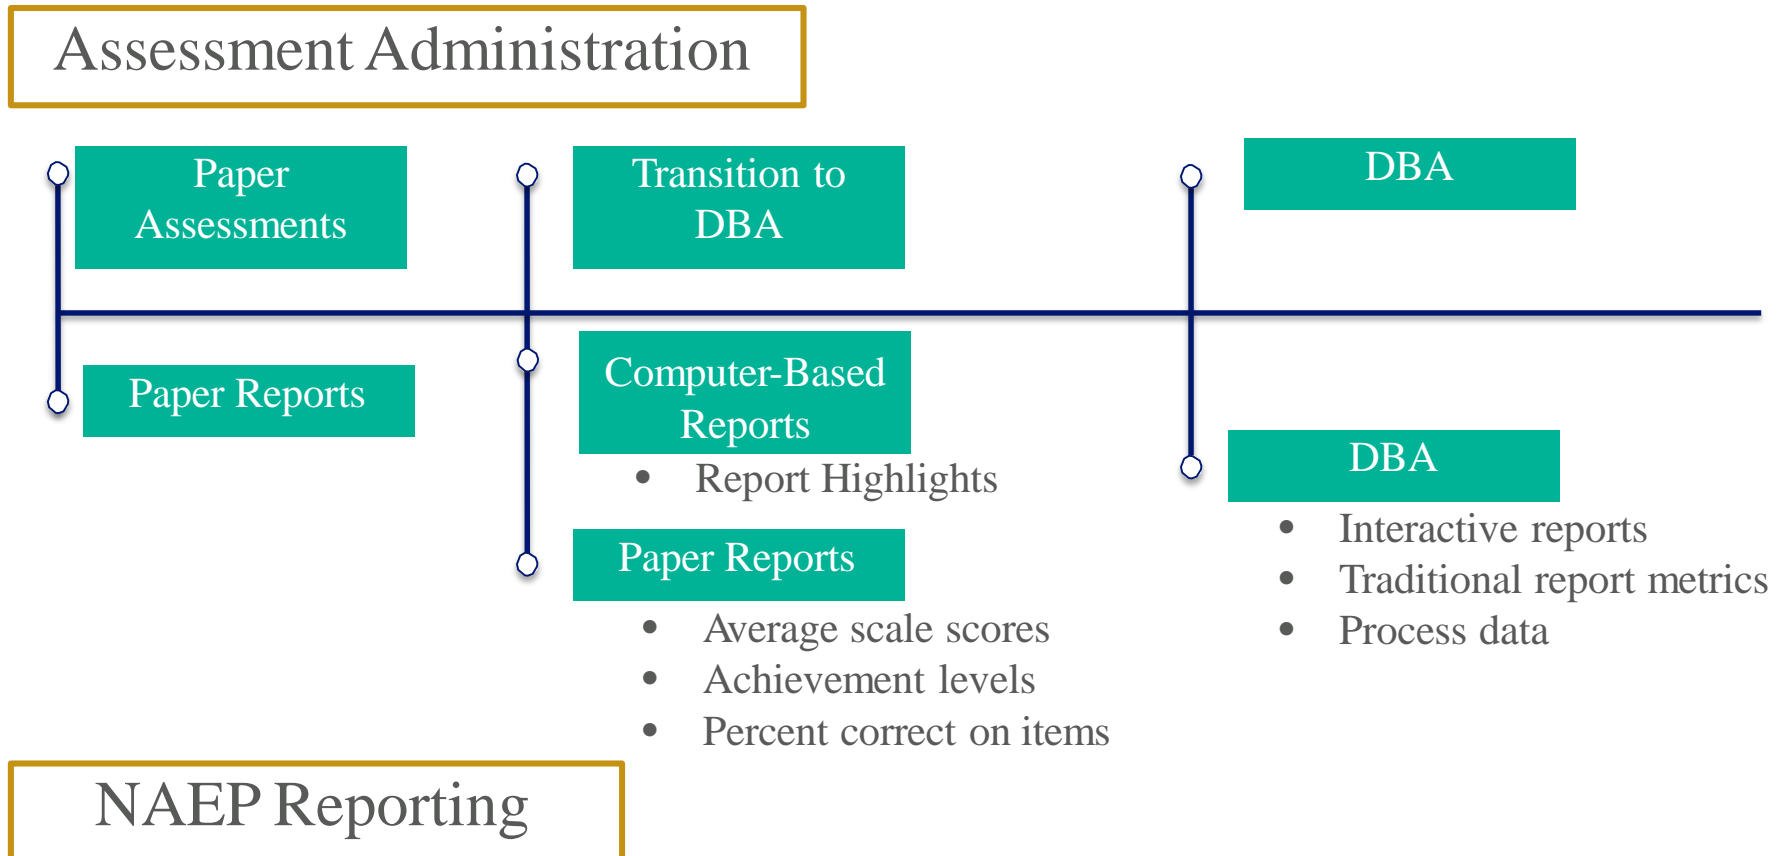 Assessment Administration
Paper
Assessments
Transition to
DBA
DBA
Paper Reports
Computer-Based
Reports
• Report Highlights
Paper Reports
• Average scale scores
• Achievement levels
• Percent correct on items
DBA
• Interactive reports
• Traditional report metrics
• Process data
NAEP Reporting